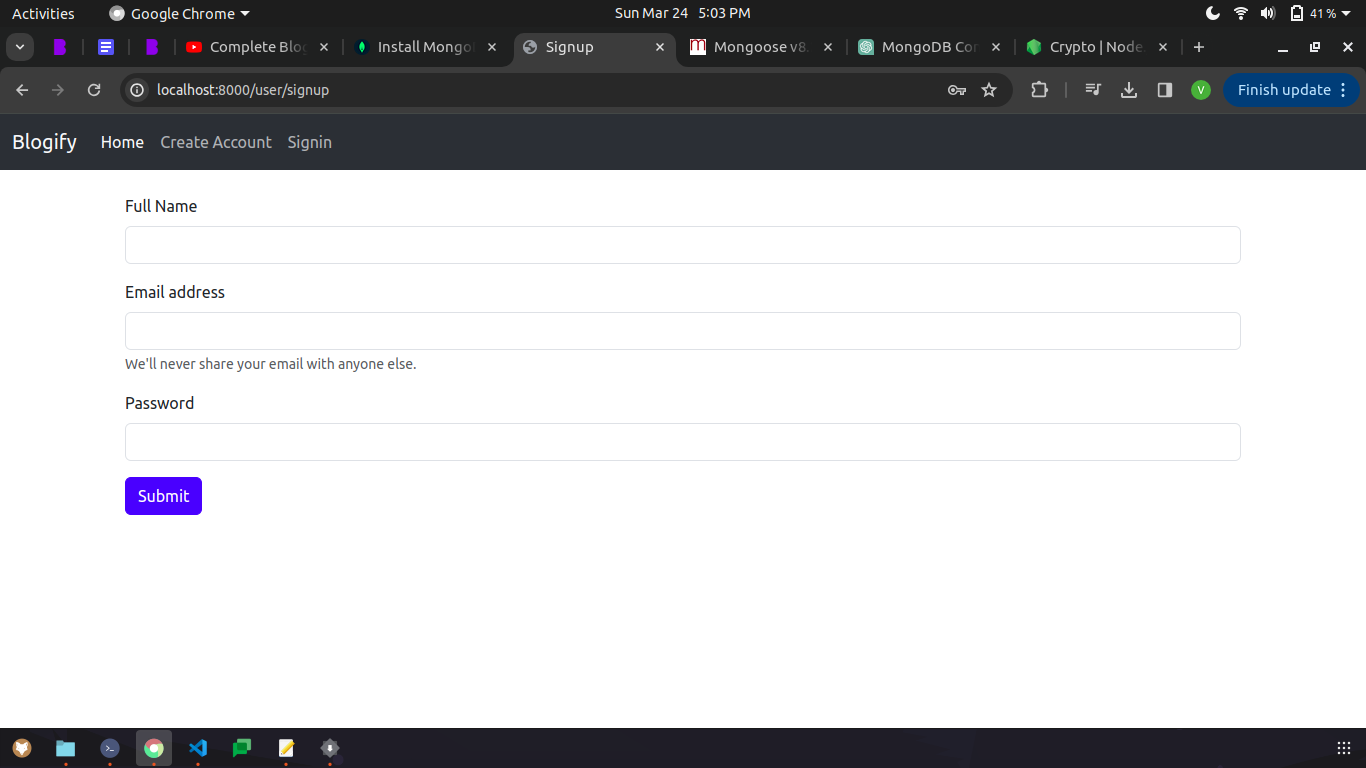 Activities Google Chrome Sun Mar 24 5:03 PM 41 %
Complete Blog Install Mongo Signup Mongoose v8. MongoDB Con Crypto | Node.
localhost:8000/user/signup V Finish update
Blogify Home Create Account Signin
Full Name
Email address
We'll never share your email with anyone else.
Password
Submit